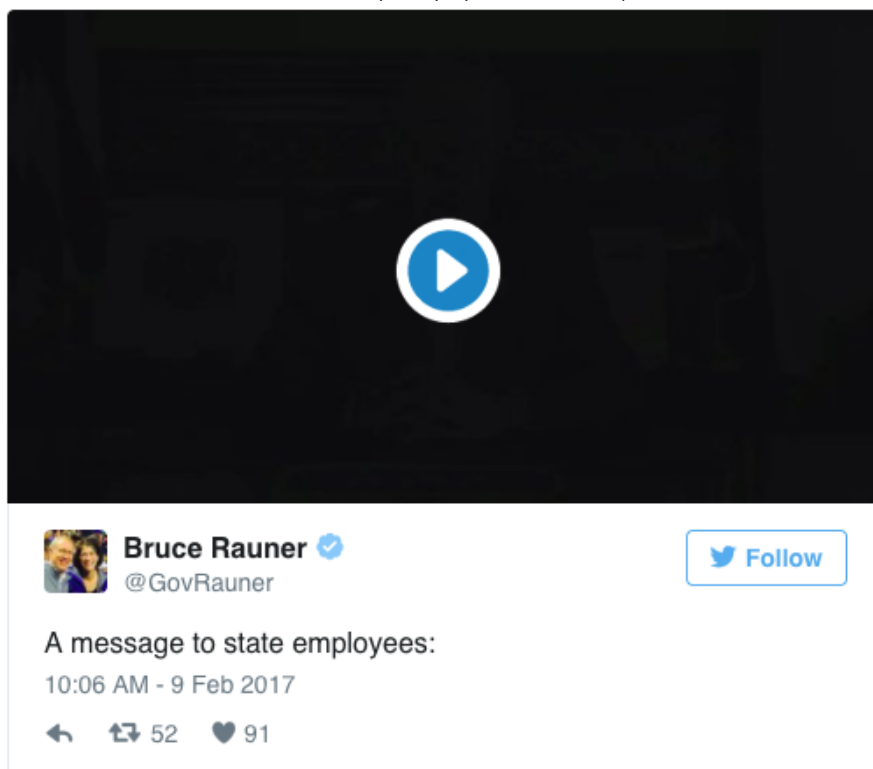 Bruce Rauner
@GovRauner
Follow
A message to state employees:
10:06 AM - 9 Feb 2017
52 91